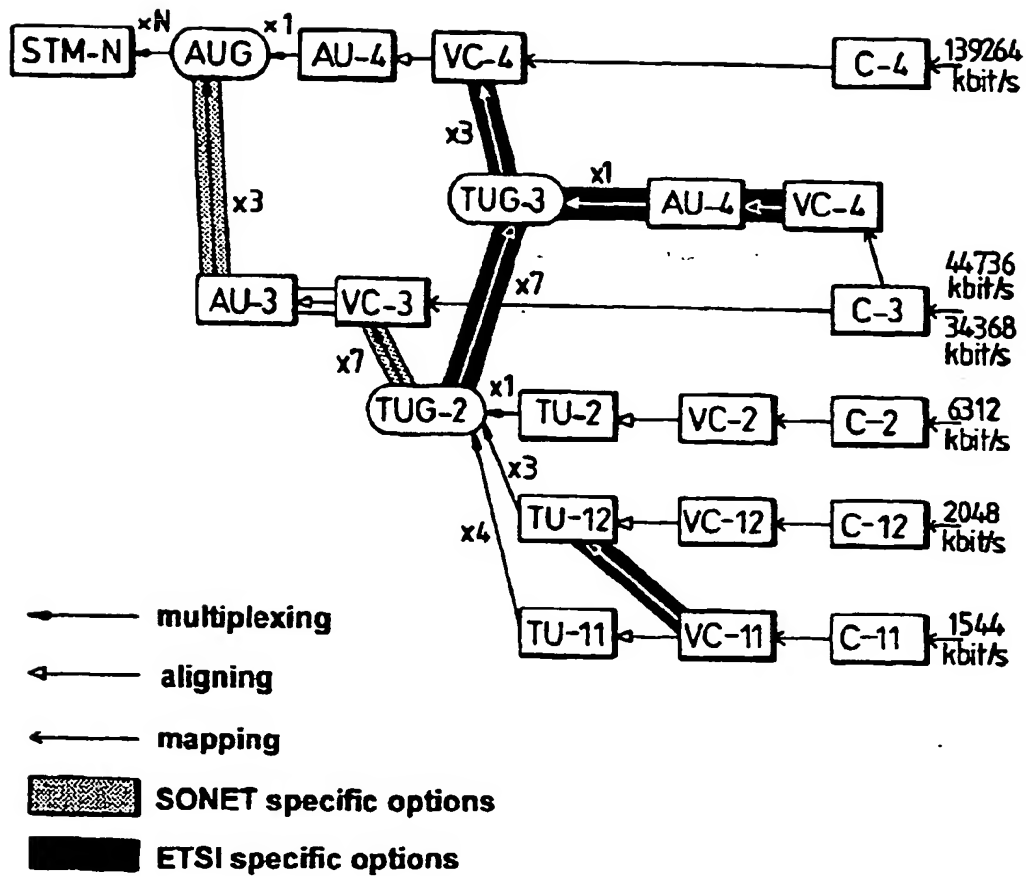 xN
x1
STM-N
AUG
AU-4
VC-4
C-4
139264
kbit/s
x3
x1
TUG-3
AU-4
VC-4
x3
44736
kbit/s
AU-3
VC-3
x7
C-3
34368
kbit/s
x7
TUG-2
x1
TU-2
VC-2
C-2
6312
kbit/s
x3
x4
TU-12
VC-12
C-12
2048
kbit/s
TU-11
VC-11
C-11
1544
kbit/s
multiplexing
aligning
mapping
SONET specific options
ETSI specific options